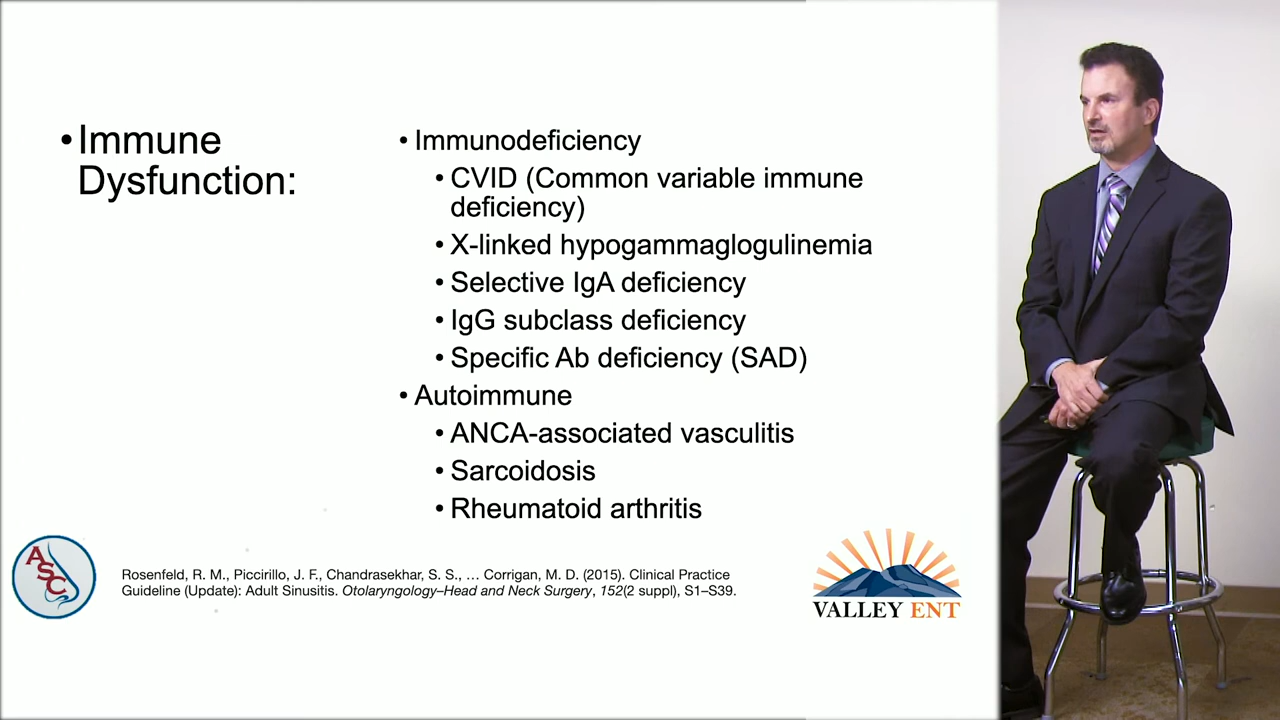 • Immune
Dysfunction:
• Immunodeficiency
• CVID (Common variable immune
deficiency)
• X-linked hypogammaglogulinemia
• Selective IgA deficiency
• IgG subclass deficiency
• Specific Ab deficiency (SAD)
• Autoimmune
• ANCA-associated vasculitis
• Sarcoidosis
• Rheumatoid arthritis
ASC
Rosenfeld, R. M., Piccirillo, J. F., Chandrasekhar, S. S., … Corrigan, M. D. (2015). Clinical Practice
Guideline (Update): Adult Sinusitis. Otolaryngology–Head and Neck Surgery, 152(2 suppl), S1–S39.
VALLEY ENT